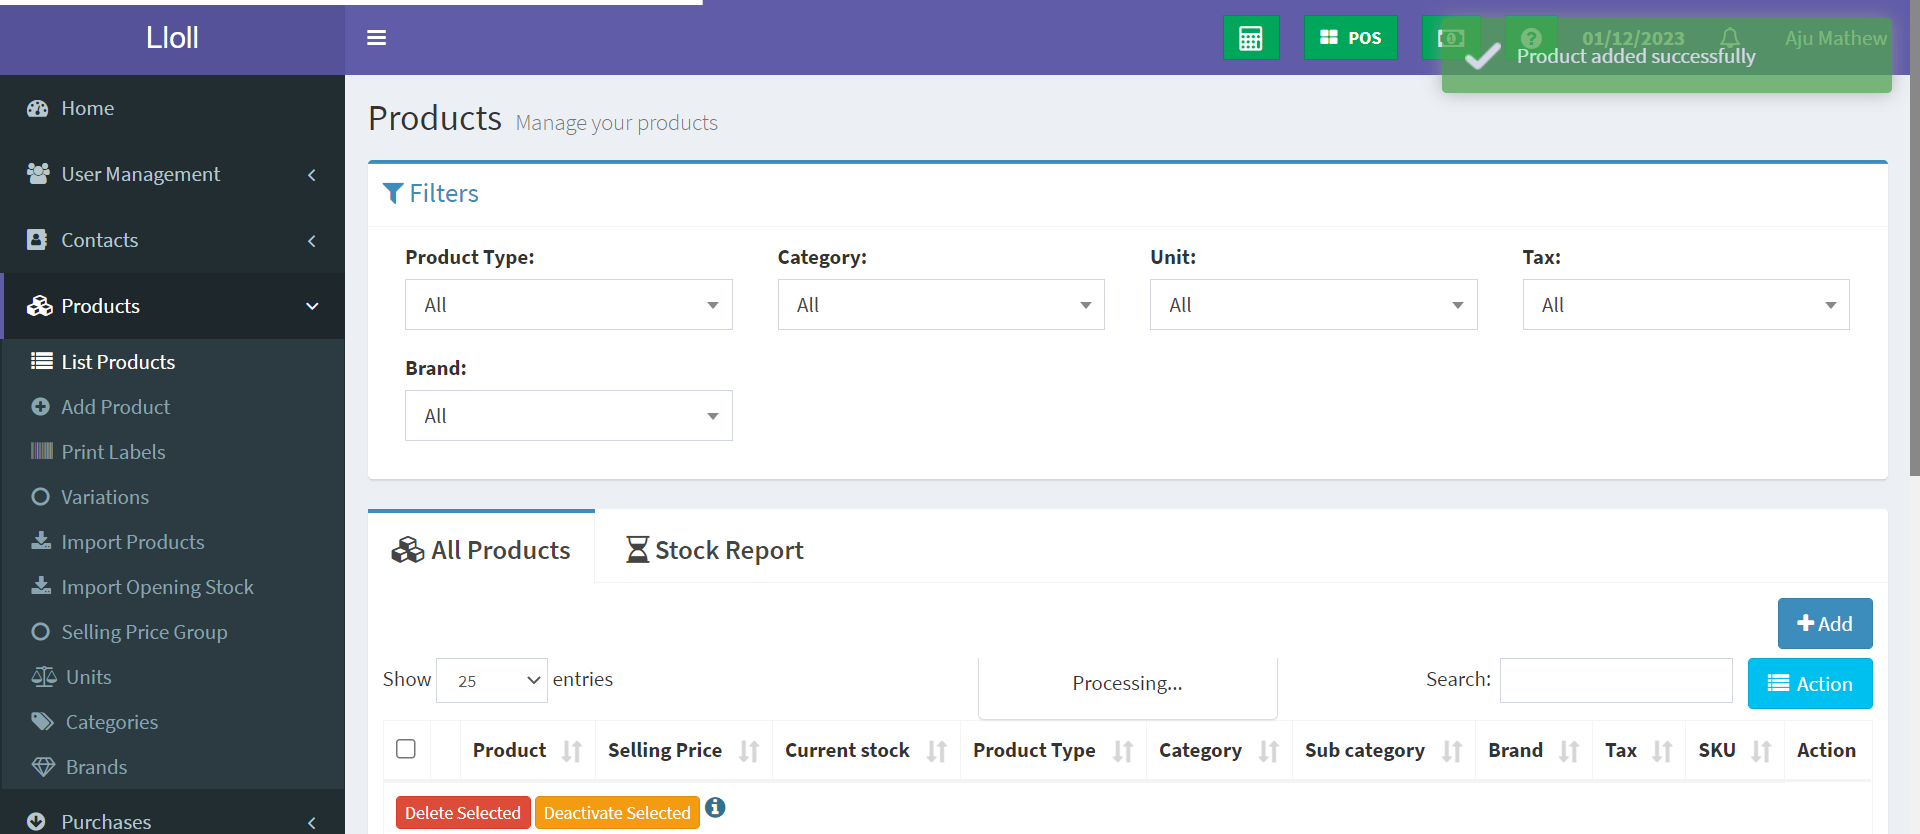 Lloll
POS
01/12/2023
Aju Mathew
Product added successfully
Home
User Management
Contacts
Products
List Products
Add Product
Print Labels
Variations
Import Products
Import Opening Stock
Selling Price Group
Units
Categories
Brands
Purchases
Products Manage your products
Filters
Product Type: Category: Unit: Tax:
All All All All
Brand:
All
All Products Stock Report
Add
Show 25 entries Processing... Search: Action
Product Selling Price Current stock Product Type Category Sub category Brand Tax SKU Action
Delete Selected Deactivate Selected